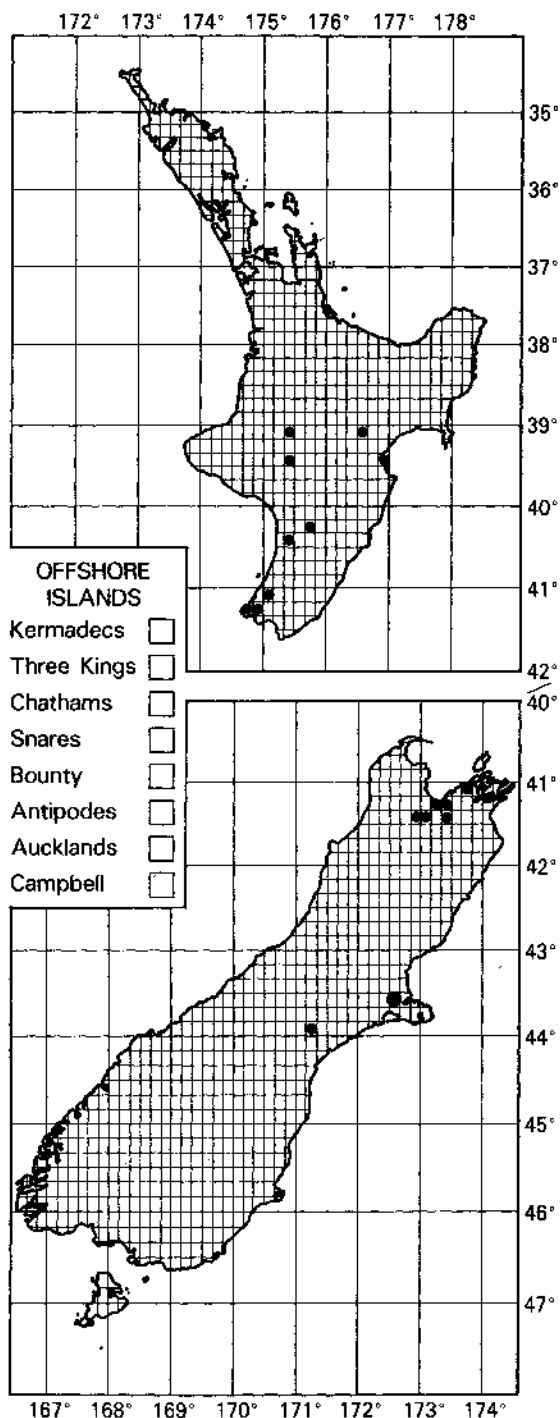 172° 173° 174° 175° 176° 177° 178°
35°
36°
37°
38°
39°
40°
41°
42°
OFFSHORE
ISLANDS
Kermadecs
Three Kings
Chathams
Snares
Bounty
Antipodes
Aucklands
Campbell
40°
41°
42°
43°
44°
45°
46°
47°
167° 168° 169° 170° 171° 172° 173° 174°